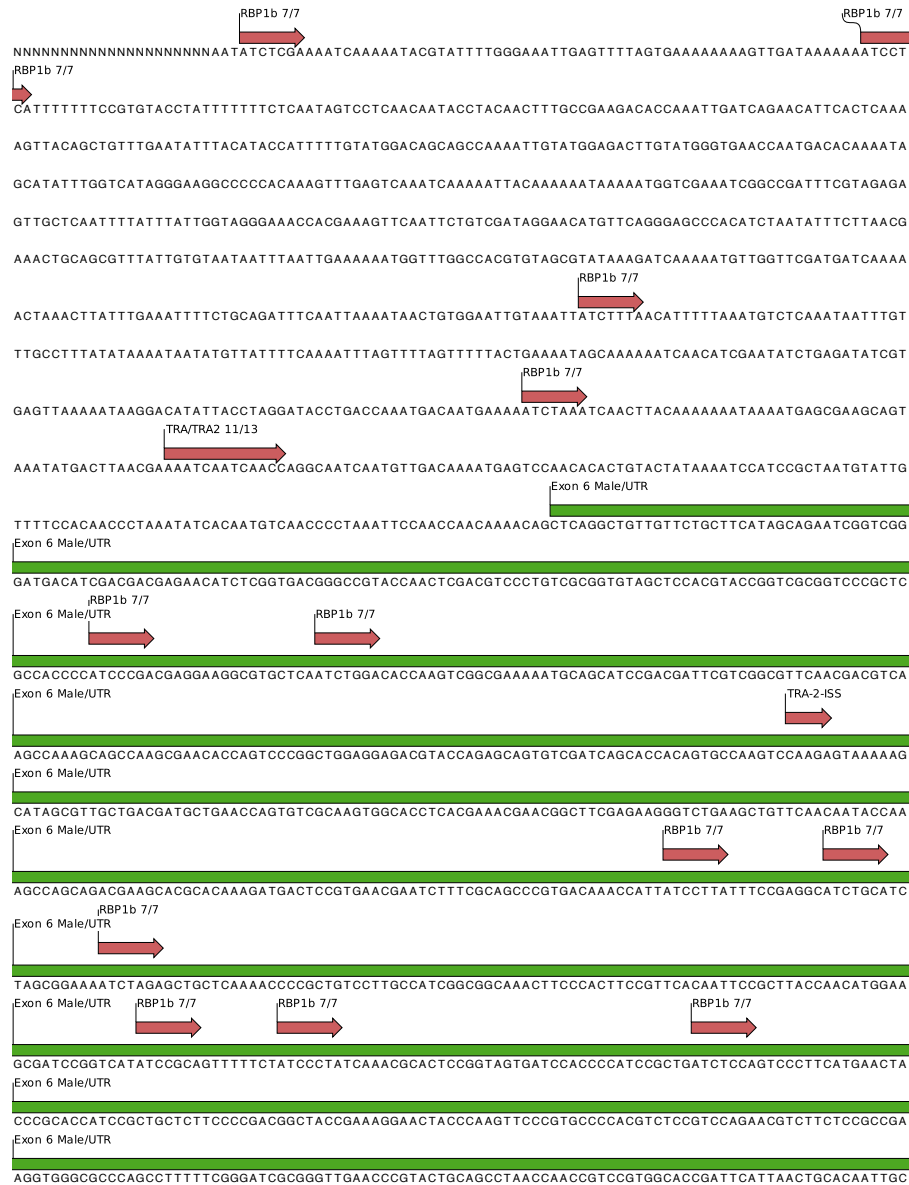 RBP1b 7/7 RBP1b 7/7
NNNNNNNNNNNNNNNNNNNNNAATATCTCGAAAATCAAAAATACGTATTTTGGGAAATTGAGTTTTAGTGAAAAAAAAAGTTGATAAAAAAATCCT
RBP1b 7/7
CATTTTTTTCCGTGTACCTATTTTTTTCTCAATAGTCCTCAACAATACCTACAACTTTGCCGAAGACACCAAATTGATCAGAACATTCACTCAAA
AGTTACAGCTGTTTGAATATTTACATACCATTTTTGTATGGACAGCAGCCAAAATTGTATGGAGACTTGTATGGGTGAACCAATGACACAAAATA
GCATATTTGGTCATAGGGAAGGCCCCCACAAAGTTTGAGTCAAATCAAAAATTACAAAAAATAAAAATGGTCGAAATCGGCCGATTTCGTAGAGA
GTTGCTCAATTTTATTTATTGGTAGGGAAACCACGAAAGTTCAATTCTGTCGATAGGAACATGTTCAGGGAGCCCACATCTAATATTTCTTAACG
AAACTGCAGCGTTTATTGTGTAATAATTTAATTGAAAAAATGGTTTGGCCACGTGTAGCGTATAAAGATCAAAAATGTTGGTTCGATGATCAAAA
RBP1b 7/7
ACTAAACTTATTTGAAATTTTCTGCAGATTTCAATTAAAATAACTGTGGAATTGTAAATTATCTTTAACATTTTTAAATGTCTCAAATAATTTGT
TTGCCTTTATATAAAATAATATGTTATTTTCAAAATTTAGTTTTAGTTTTTACTGAAAATAGCAAAAAATCAACATCGAATATCTGAGATATCGT
RBP1b 7/7
GAGTTAAAAATAAGGACATATTACCTAGGATACCTGACCAAATGACAATGAAAAATCTAAATCAACTTACAAAAAAATAAAATGAGCGAAGCAGT
TRA/TRA2 11/13
AAATATGACTTAACGAAAATCAATCAACCAGGCAATCAATGTTGACAAAATGAGTCCAACACACTGTACTATAAAATCCATCCGCTAATGTATTG
Exon 6 Male/UTR
TTTTCCACAACCCTAAATATCACAATGTCAACCCCTAAATTCCAACCAACAAAACAGCTCAGGCTGTTGTTCTGCTTCATAGCAGAATCGGTCGG
Exon 6 Male/UTR
GATGACATCGACGACGAGAACATCTCGGTGACGGGCCGTACCAACTCGACGTCCCTGTCGCGGTGTAGCTCCACGTACCGGTCGCGGTCCCGCTC
RBP1b 7/7 RBP1b 7/7
Exon 6 Male/UTR
GCCACCCCATCCCGACGAGGAAGGCGTGCTCAATCTGGACACCAAGTCGGCGAAAAATGCAGCATCCGACGATTCGTCGGCGTTCAACGACGTCA
Exon 6 Male/UTR TRA-2-ISS
AGCCAAAGCAGCCAAGCGAACACCAGTCCCGGCTGGAGGAGACGTACCAGAGCAGTGTCGATCAGCACCACAGTGCCAAGTCCAAGAGTAAAAAG
Exon 6 Male/UTR
CATAGCGTTGCTGACGATGCTGAACCAGTGTCGCAAGTGGCACCTCACGAAACGAACGGCTTCGAGAAGGGTCTGAAGCTGTTCAACAATACCAA
Exon 6 Male/UTR RBP1b 7/7 RBP1b 7/7
AGCCAGCAGACGAAGCACGCACAAAGATGACTCCGTGAACGAATCTTTCGCAGCCCGTGACAAACCATTATCCTTATTTCCGAGGCATCTGCATC
RBP1b 7/7
Exon 6 Male/UTR
TAGCGGAAAATCTAGAGCTGCTCAAAACCCCGCTGTCCTTGCCATCGGCGGCAAACTTCCCACTTCCGTTCACAATTCCGCTTACCAACATGGAA
Exon 6 Male/UTR RBP1b 7/7 RBP1b 7/7 RBP1b 7/7
GCGATCCGGTCATATCCGCAGTTTTTCTATCCCTATCAAACGCACTCCGGTAGTGATCCACCCCATCCGCTGATCTCCAGTCCCTTCATGAACTA
Exon 6 Male/UTR
CCCGCACCATCCGCTGCTCTTCCCCGACGGCTACCGAAAGGAACTACCCAAGTTCCCGTGCCCCACGTCTCCGTCCAGAACGTCTTCTCCGCCGA
Exon 6 Male/UTR
AGGTGGGCGCCCAGCCTTTTTCGGGATCGCGGGTTGAACCCGTACTGCAGCCTAACCAACCGTCCGTGGCACCGATTCATTAACTGCACAATTGC